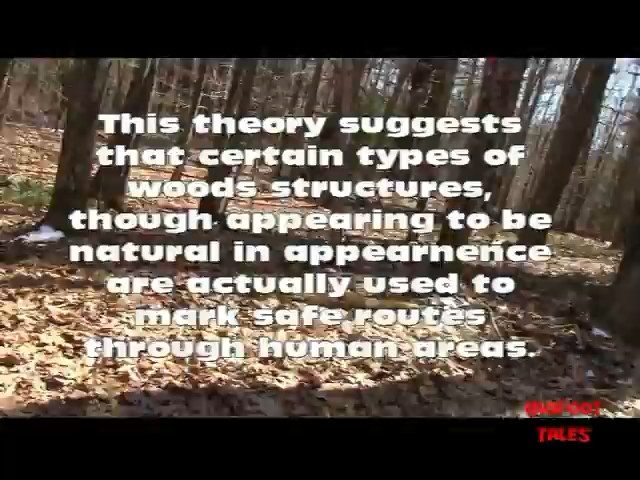 This theory suggests
that certain types of
woods structures,
though appearing to be
natural in appearnence
are actually used to
mark safe routes
through human areas.
BIGFOOT
TALES